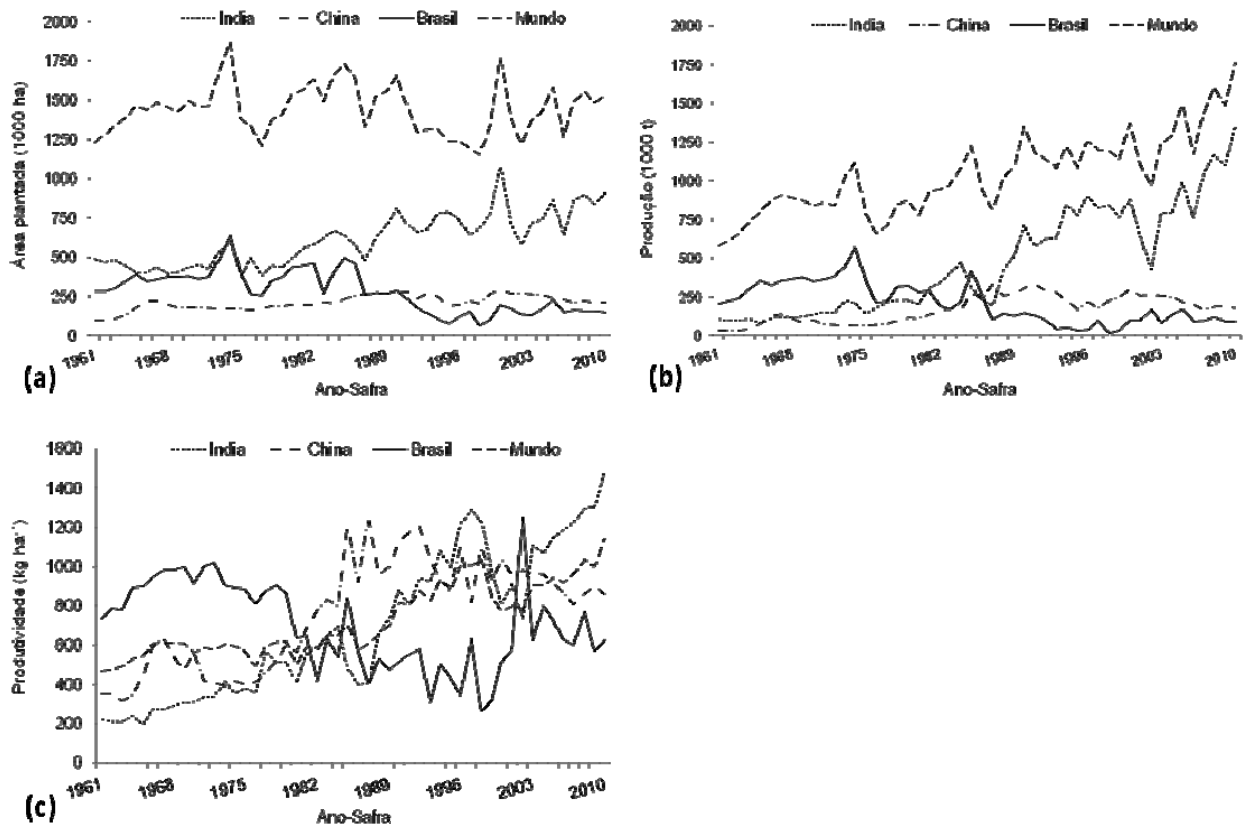 India China Brasil Mundo
Área plantada (1000 ha)
2000
1750
1500
1250
1000
750
500
250
0
1961 1968 1975 1982 1989 1996 2003 2010
(a)
Ano-Safra
India China Brasil Mundo
Produção (1000 t)
2000
1750
1500
1250
1000
750
500
250
0
1961 1968 1975 1982 1989 1996 2003 2010
(b)
Ano-Safra
India China Brasil Mundo
Produtividade (kg ha⁻¹)
1600
1400
1200
1000
800
600
400
200
0
1961 1968 1975 1982 1989 1996 2003 2010
(c)
Ano-Safra